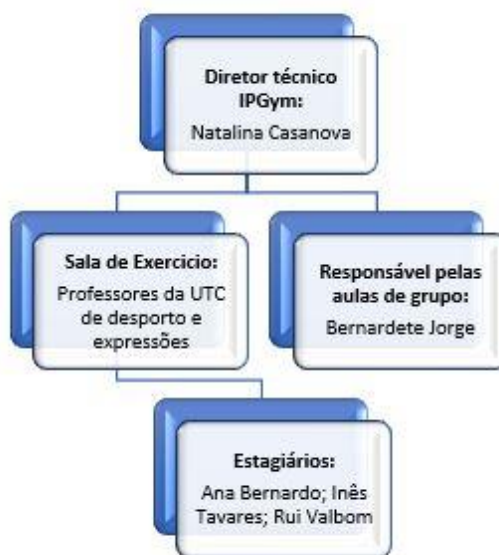 Diretor técnico
IPGym:
Natalina Casanova
Sala de Exercicio:
Professores da UTC
de desporto e
expressões
Responsável pelas
aulas de grupo:
Bernardete Jorge
Estagiários:
Ana Bernardo; Inês
Tavares; Rui Valbom